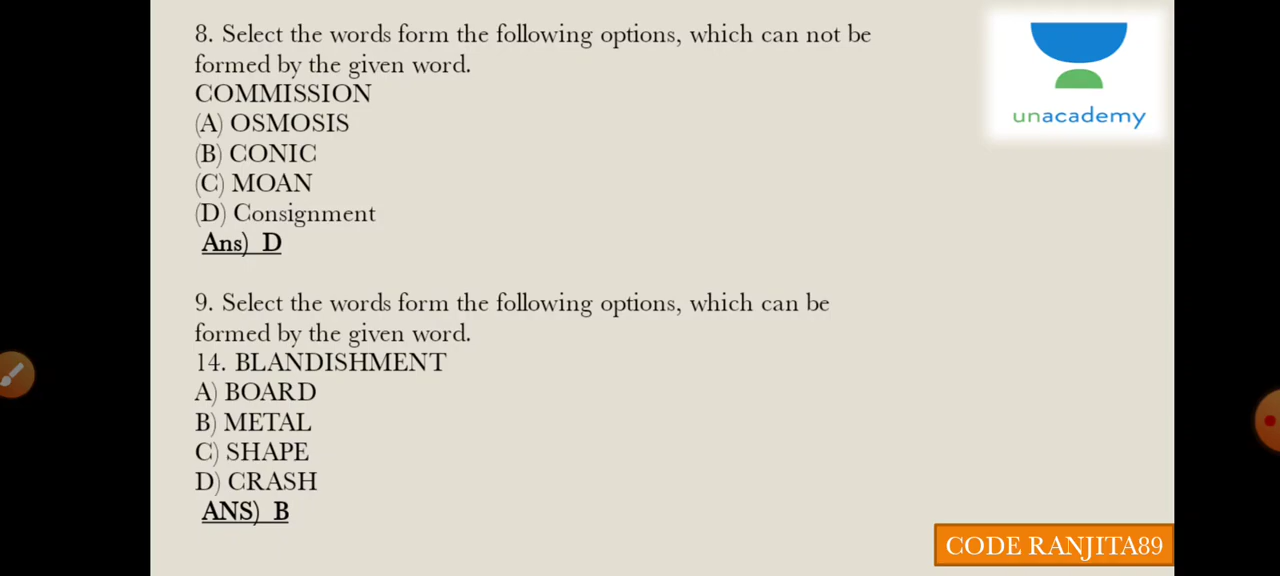 8. Select the words form the following options, which can not be
formed by the given word.
COMMISSION
(A) OSMOSIS
(B) CONIC
(C) MOAN
(D) Consignment
Ans) D
9. Select the words form the following options, which can be
formed by the given word.
14. BLANDISHMENT
A) BOARD
B) METAL
C) SHAPE
D) CRASH
ANS) B
unacademy
CODE RANJITA89